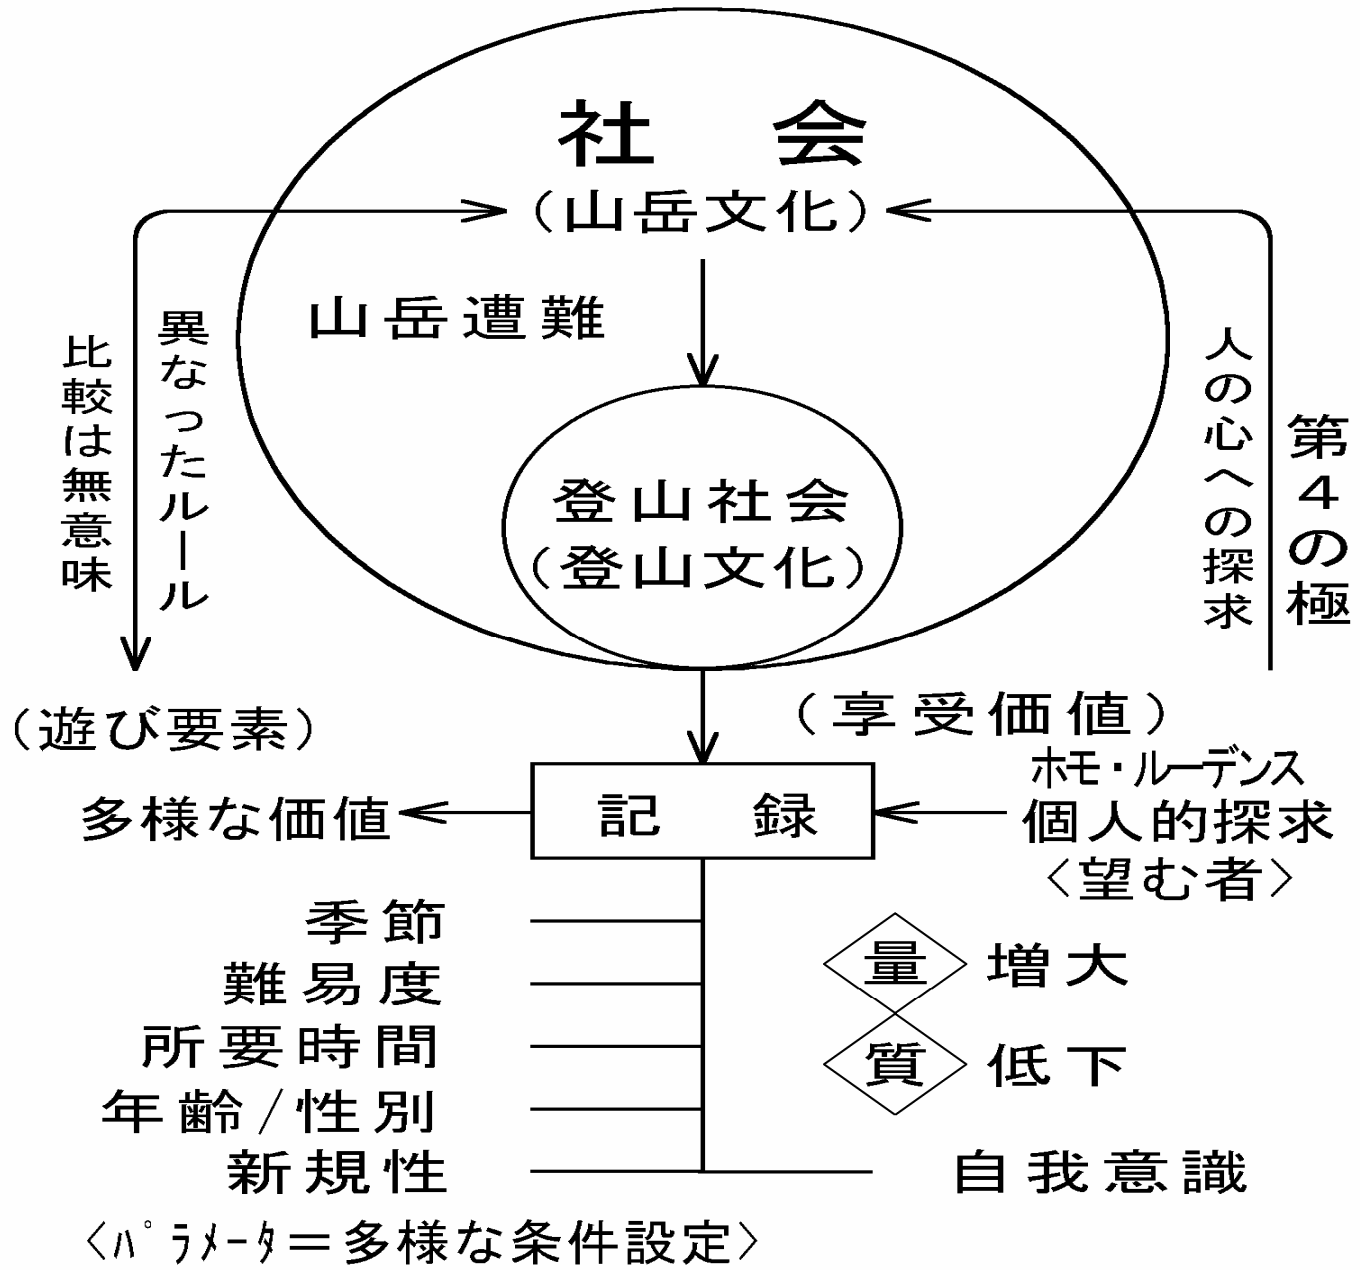 社会
(山岳文化)
山岳遭難
異なったルール
比較は無意味
人の心への探求
第4の極
登山社会
(登山文化)
(遊び要素)
(享受価値)
ホモ・ルーデンス
多様な価値
記録
個人的探求
<望む者>
季節
難易度
所要時間
年齢/性別
新規性
量 増大
質 低下
自我意識
<ﾊﾟﾗﾒｰﾀ=多様な条件設定>